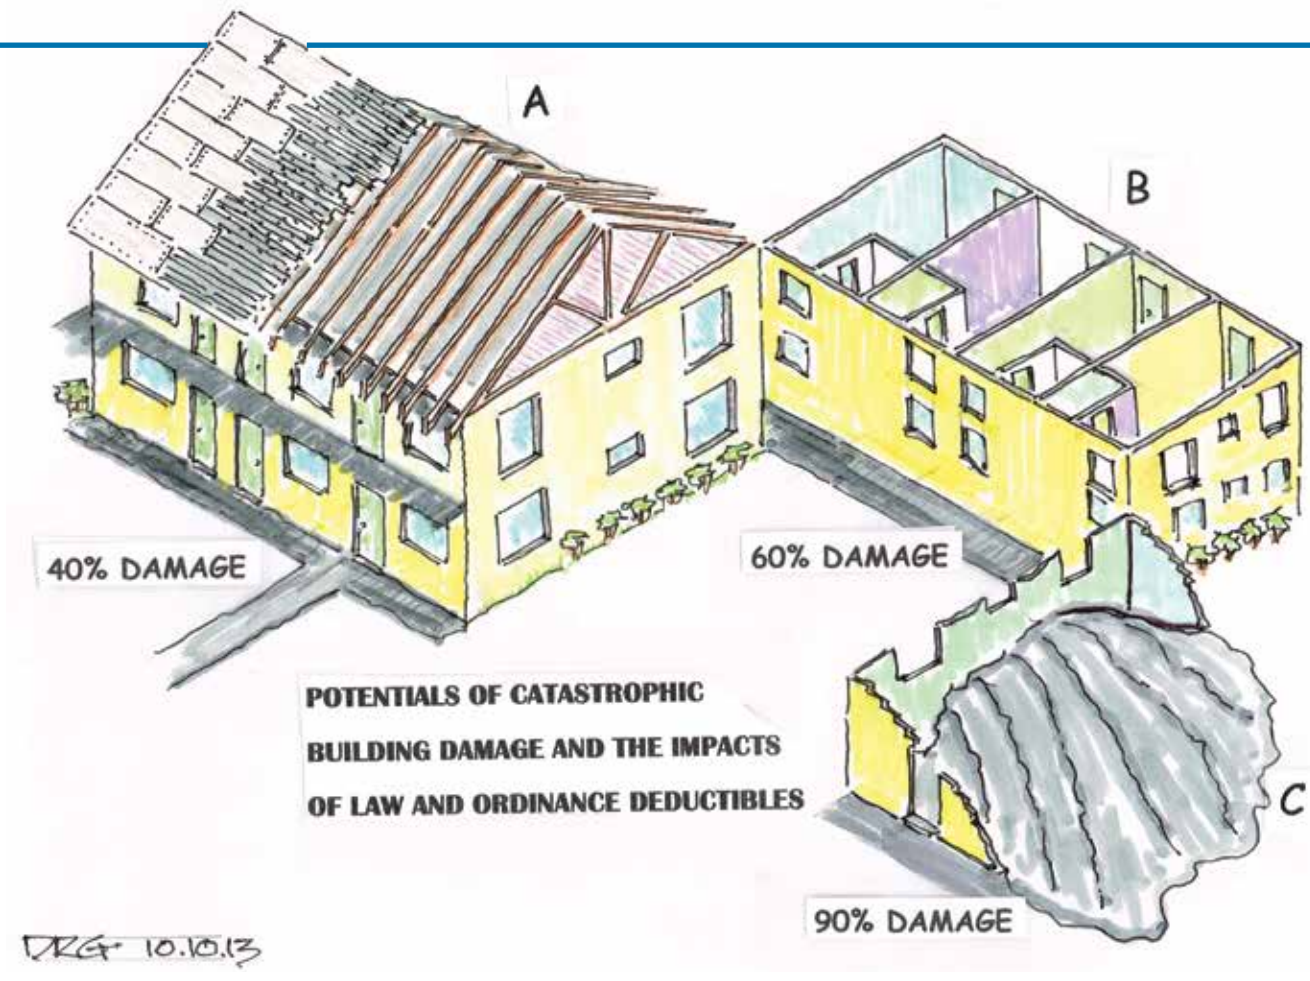 A
B
40% DAMAGE
60% DAMAGE
POTENTIALS OF CATASTROPHIC
BUILDING DAMAGE AND THE IMPACTS
OF LAW AND ORDINANCE DEDUCTIBLES
C
90% DAMAGE
DRG 10.10.13